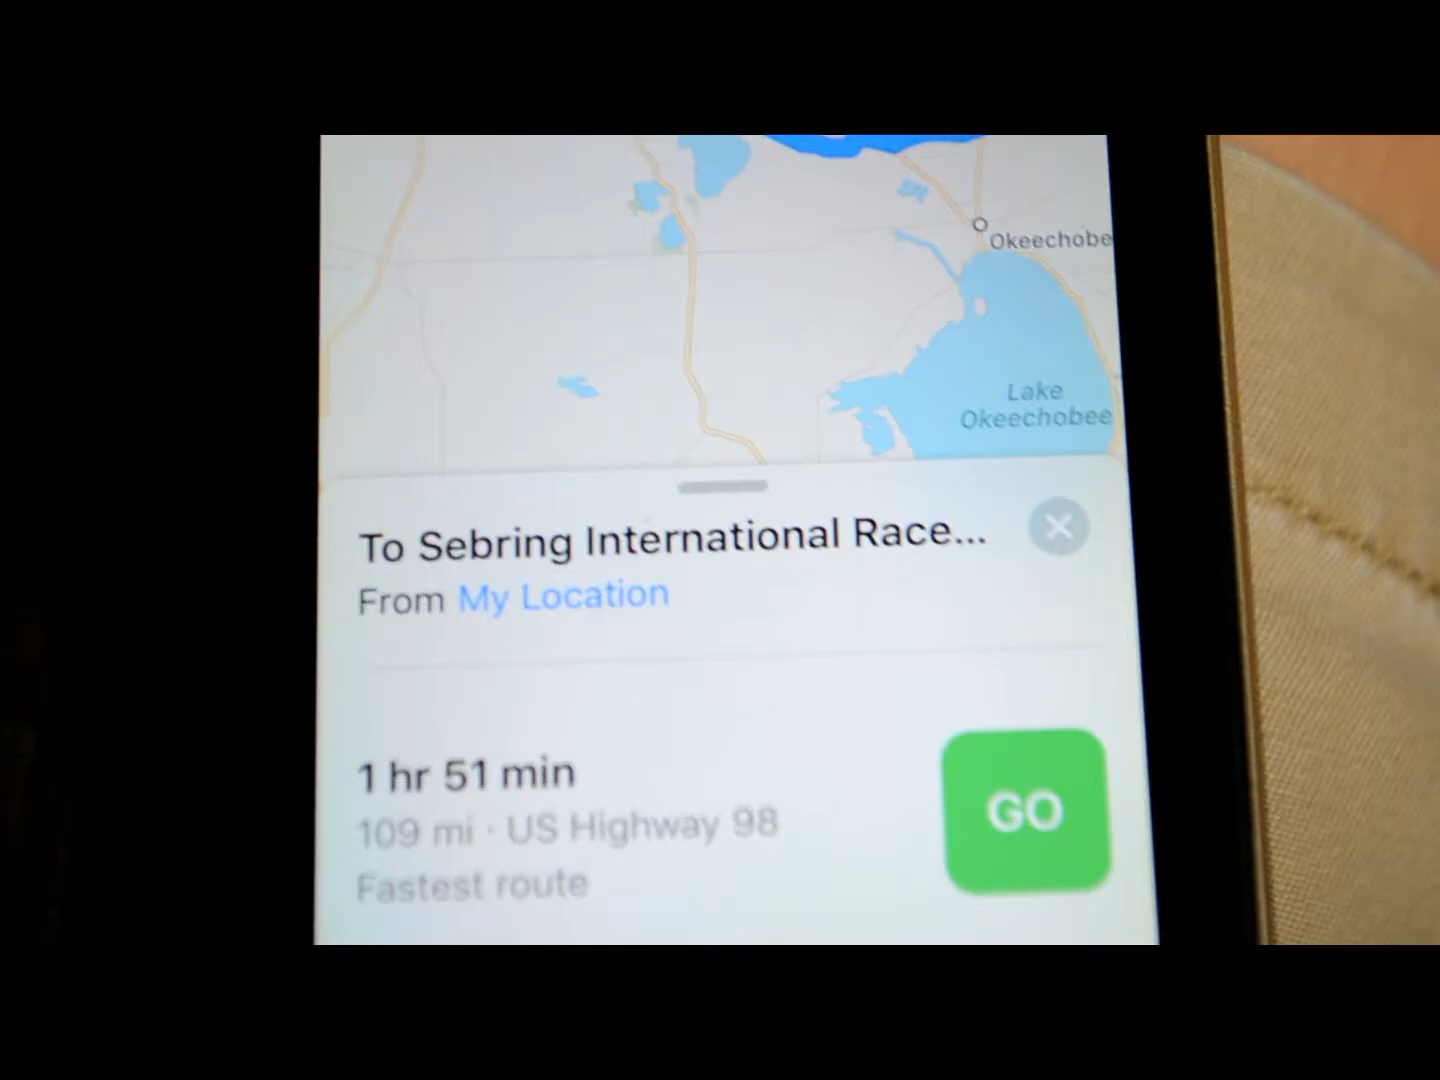 Okeechobe
Lake
Okeechobee
To Sebring International Race...
From My Location
1 hr 51 min
109 mi · US Highway 98
Fastest route
GO